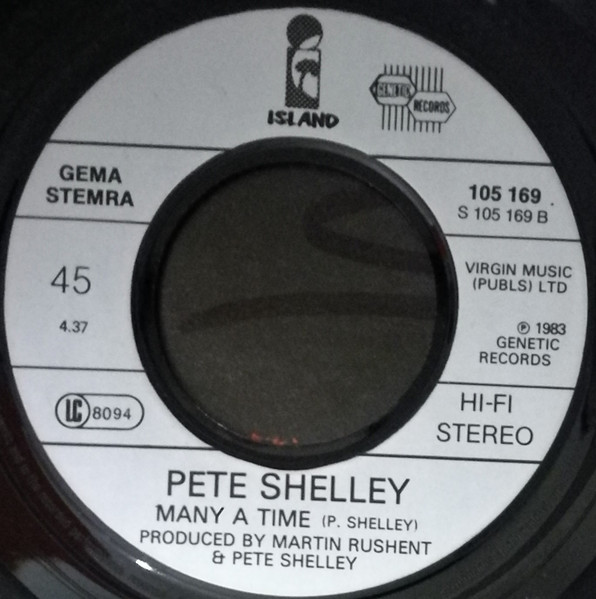 ISLAND
GENETIC
RECORDS
GEMA
STEMRA
105 169
S 105 169 B
45
4.37
VIRGIN MUSIC
(PUBLS) LTD
℗ 1983
GENETIC
RECORDS
LC 8094
HI-FI
STEREO
PETE SHELLEY
MANY A TIME (P. SHELLEY)
PRODUCED BY MARTIN RUSHENT
& PETE SHELLEY